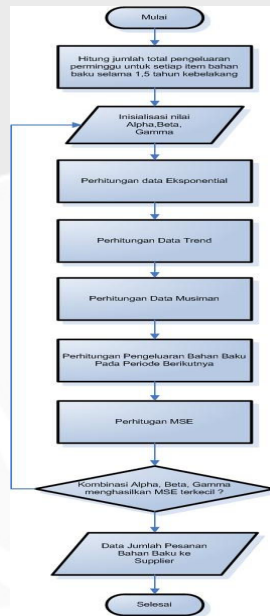 Mulai
Hitung jumlah total pengeluaran
perminggu untuk setiap item bahan
baku selama 1,5 tahun kebelakang
Inisialisasi nilai
Alpha,Beta,
Gamma
Perhitungan data Eksponential
Perhitungan Data Trend
Perhitungan Data Musiman
Perhitungan Pengeluaran Bahan Baku
Pada Periode Berikutnya
Perhitugan MSE
Kombinasi Alpha, Beta, Gamma
menghasilkan MSE terkecil ?
Data Jumlah Pesanan
Bahan Baku ke
Supplier
Selesai